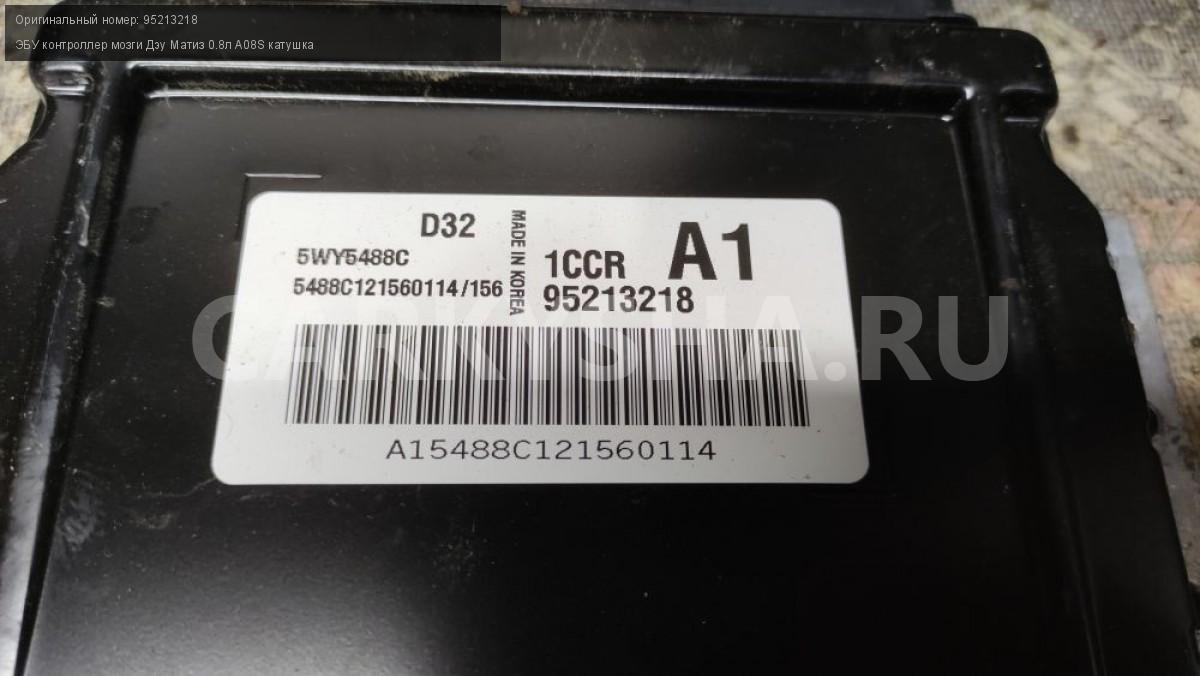 Оригинальный номер: 95213218
ЭБУ контроллер мозги Дэу Матиз 0.8л A08S катушка
D32
5WY5488C
5488C121560114/156
MADE IN KOREA
1CCR
A1
95213218
CARKYSHA.RU
A15488C121560114